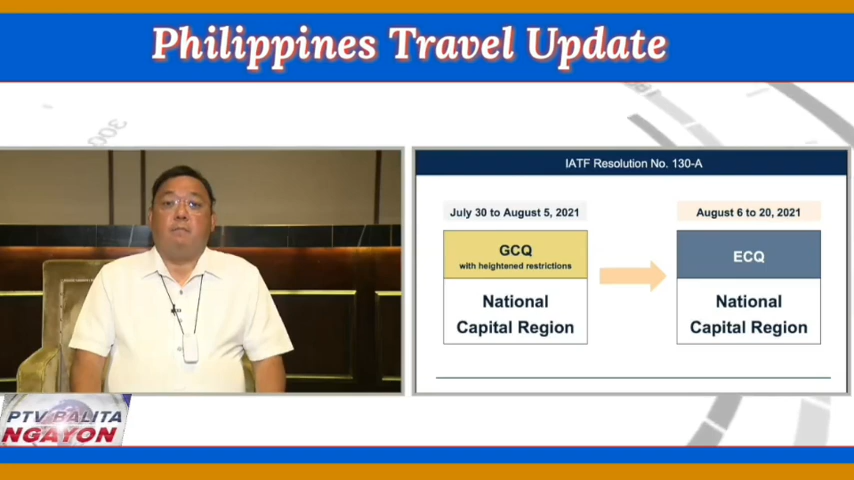 Philippines Travel Update
300
IATF Resolution No. 130-A
July 30 to August 5, 2021
August 6 to 20, 2021
GCQ
with heightened restrictions
ECQ
National
Capital Region
National
Capital Region
PTV BALITA
NGAYON